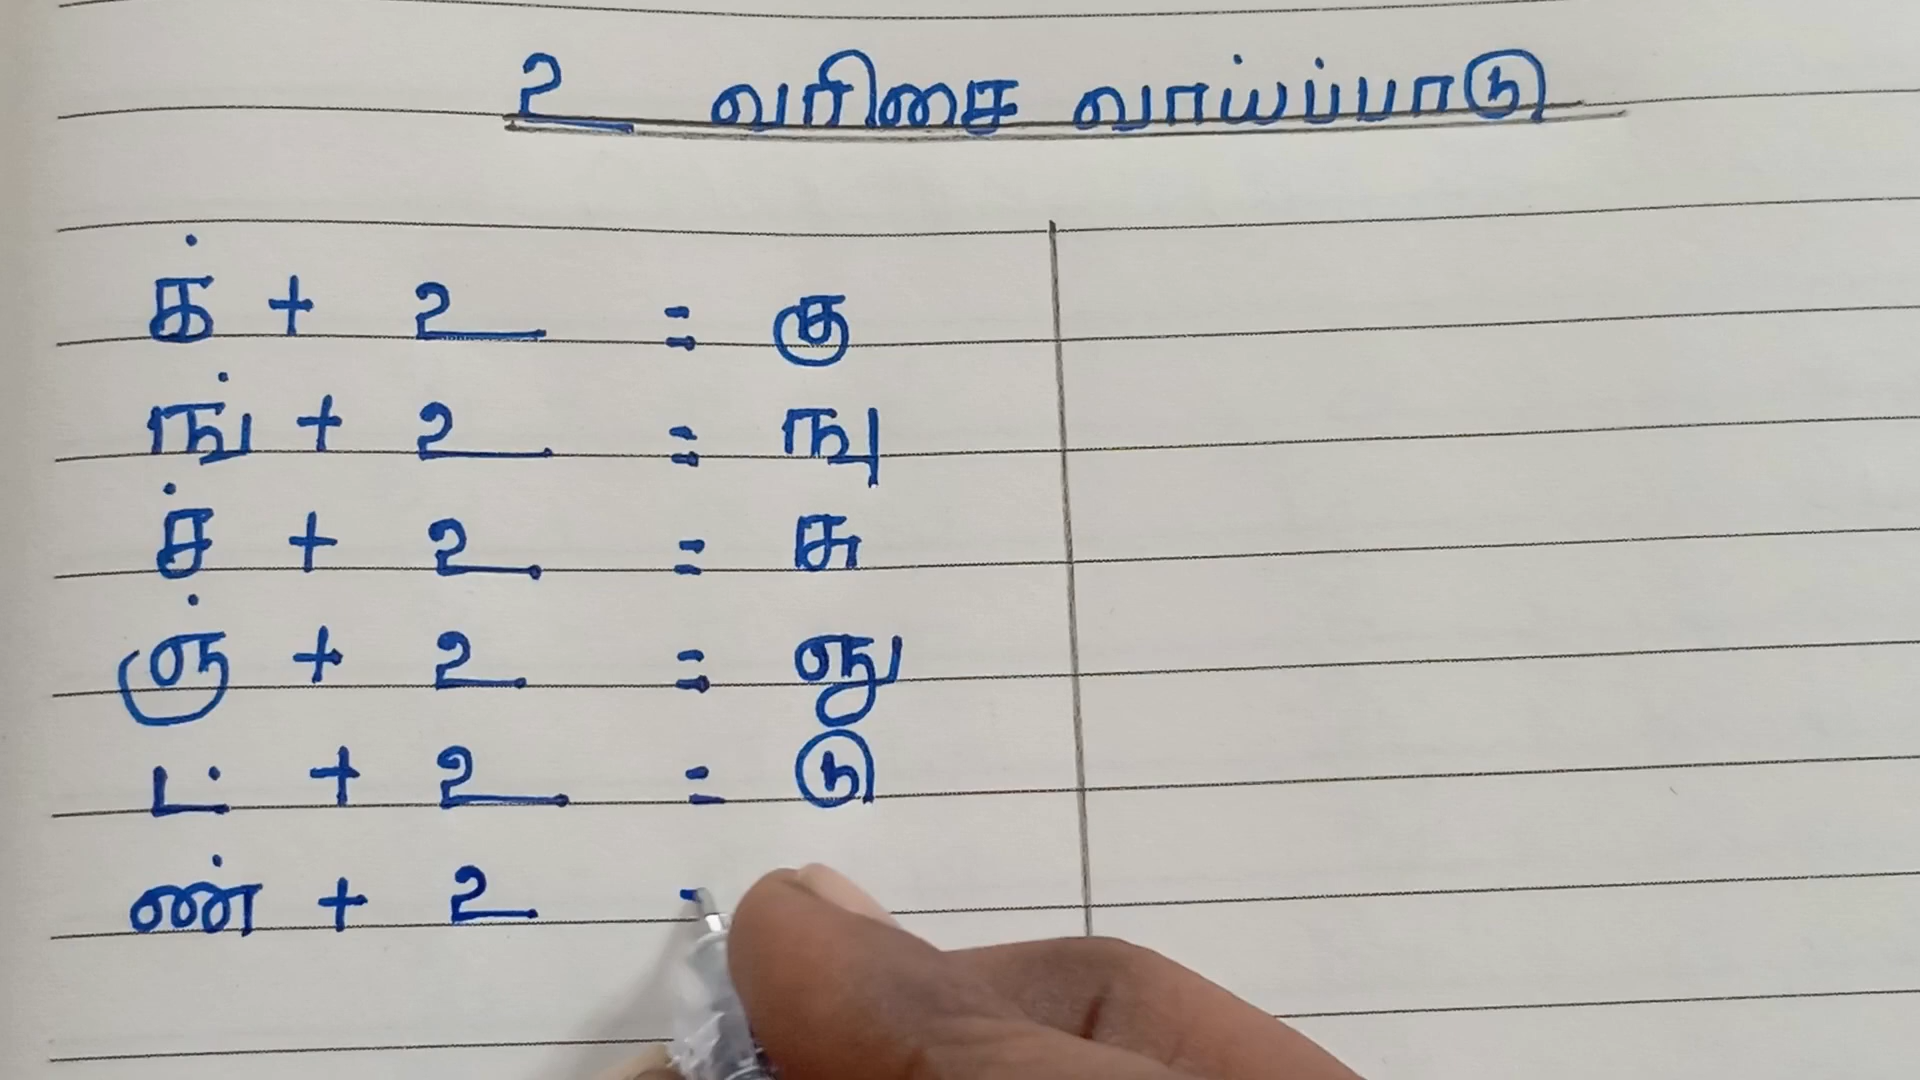 உ வரிசை வாய்ப்பாடு
க் + உ = கு
ங் + உ = ஙு
ச் + உ = சு
ஞ் + உ = ஞு
ட் + உ = டு
ண் + உ =